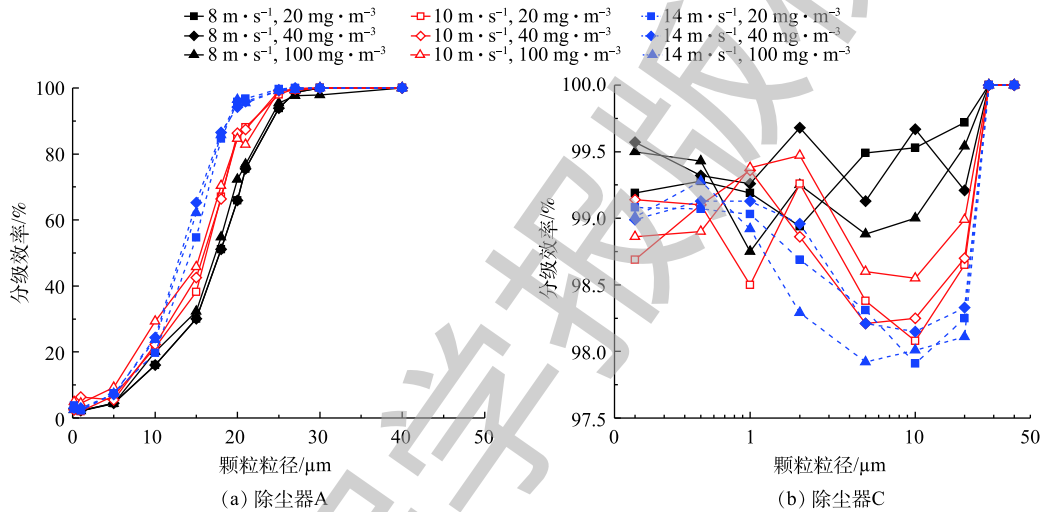 8 m・s⁻¹, 20 mg・m⁻³ 10 m・s⁻¹, 20 mg・m⁻³ 14 m・s⁻¹, 20 mg・m⁻³
8 m・s⁻¹, 40 mg・m⁻³ 10 m・s⁻¹, 40 mg・m⁻³ 14 m・s⁻¹, 40 mg・m⁻³
8 m・s⁻¹, 100 mg・m⁻³ 10 m・s⁻¹, 100 mg・m⁻³ 14 m・s⁻¹, 100 mg・m⁻³
分级效率/%
100
80
60
40
20
0
0 10 20 30 40 50
颗粒粒径/μm
(a) 除尘器A
分级效率/%
100.0
99.5
99.0
98.5
98.0
97.5
0 1 10 50
颗粒粒径/μm
(b) 除尘器C
学报版